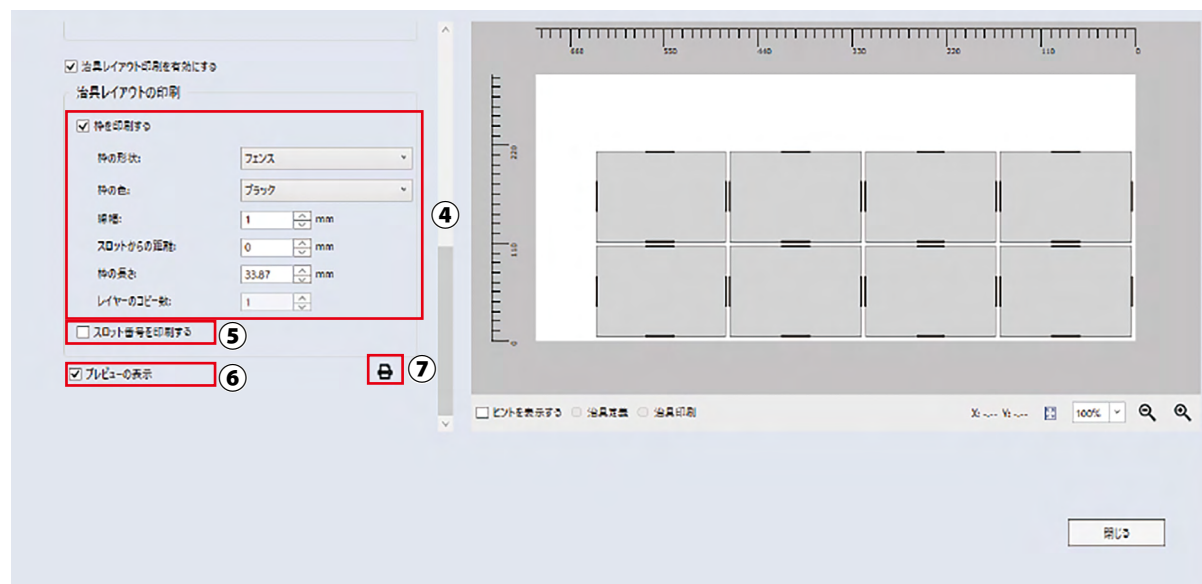 治具レイアウト印刷を有効にする
治具レイアウトの印刷
枠を印刷する
枠の形状: フェンス
枠の色: ブラック
線幅: 1 mm
スロットからの距離: 0 mm
枠の長さ: 33.87 mm
レイヤーのコピー数: 1
④
スロット番号を印刷する
⑤
プレビューの表示
⑥
⑦
660 550 440 330 220 110 0
220
110
0
ヒントを表示する 治具定義 治具印刷 X: -.-- Y: -.-- 100%
閉じる